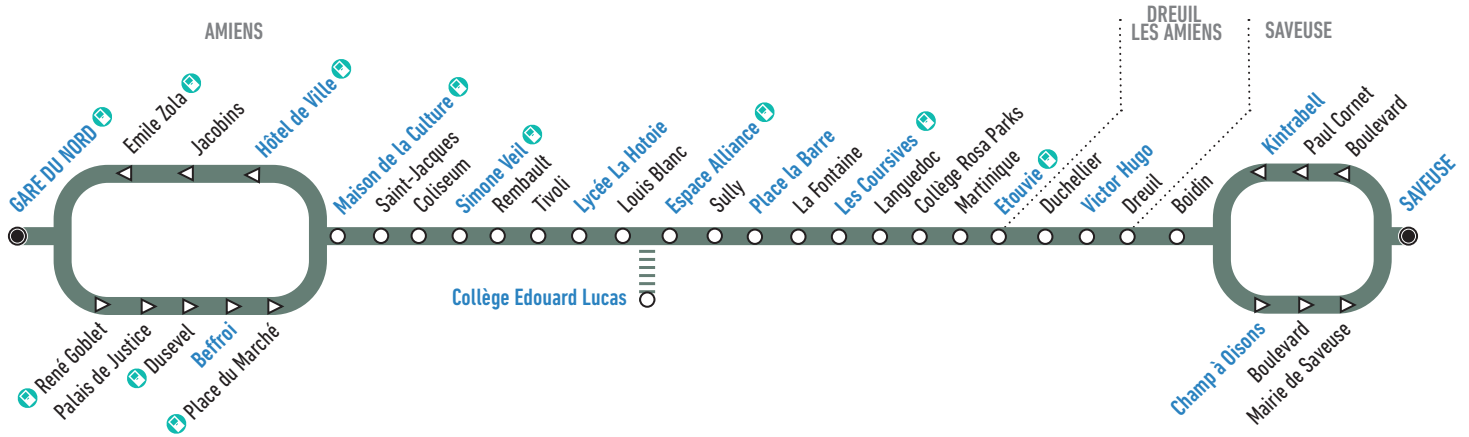 AMIENS
DREUIL
LES AMIENS
SAVEUSE
GARE DU NORD
Emile Zola
Jacobins
Hôtel de Ville
Maison de la Culture
Saint-Jacques
Coliseum
Simone Veil
Rembault
Tivoli
Lycée La Hotoie
Louis Blanc
Espace Alliance
Sully
Place la Barre
La Fontaine
Les Coursives
Languedoc
Collège Rosa Parks
Martinique
Etouvie
Duchellier
Victor Hugo
Dreuil
Boidin
Kintrabell
Paul Cornet
Boulevard
SAVEUSE
René Goblet
Palais de Justice
Dusevel
Beffroi
Place du Marché
Collège Edouard Lucas
Champ à Oisons
Boulevard
Mairie de Saveuse